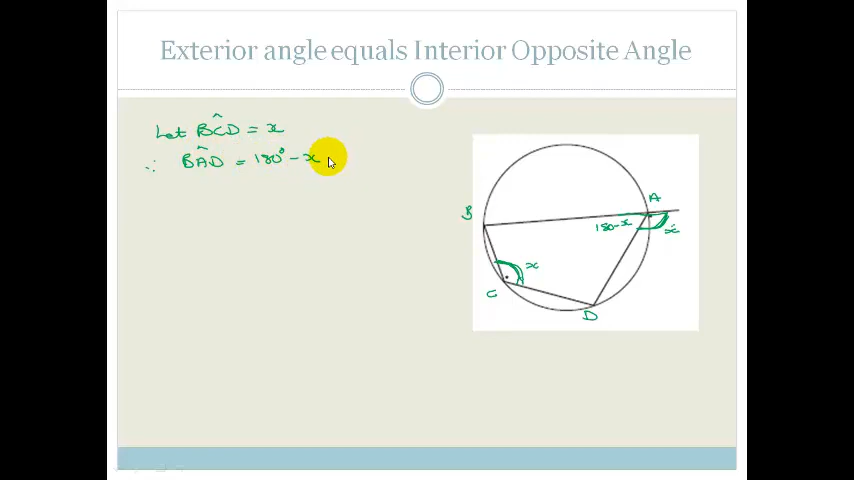 Exterior angle equals Interior Opposite Angle
Let BĈD = x
∴ BÂD = 180° - x
B
A
180-x
x
x
C
D